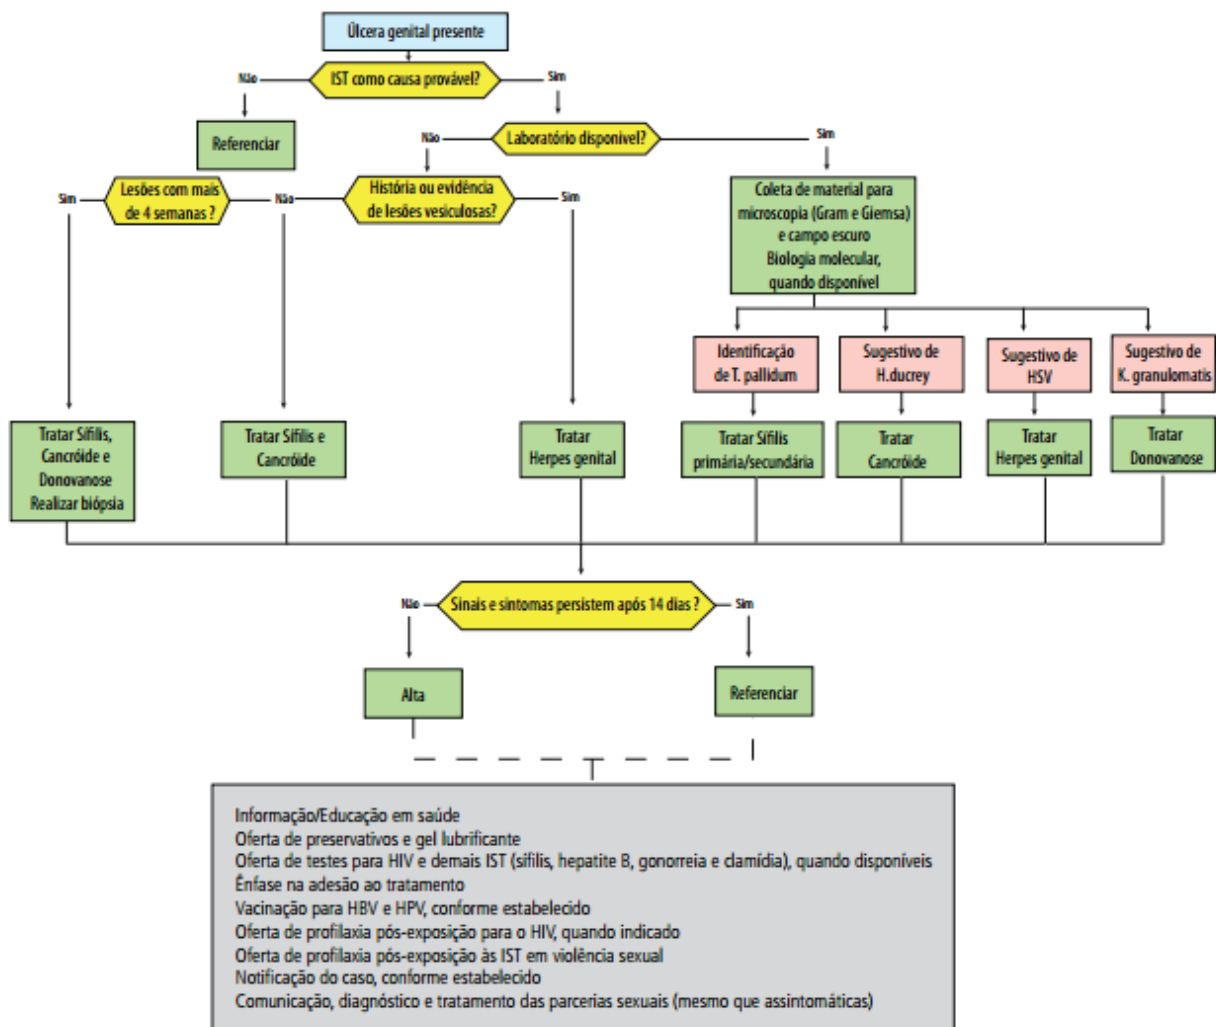 Úlcera genital presente
IST como causa provável?
Não
Sim
Referenciar
Laboratório disponível?
Não
Sim
Lesões com mais
de 4 semanas ?
Sim
Não
História ou evidência
de lesões vesiculosas?
Sim
Coleta de material para
microscopia (Gram e Giemsa)
e campo escuro
Biologia molecular,
quando disponível
Identificação
de T. pallidum
Sugestivo de
H.ducrey
Sugestivo de
HSV
Sugestivo de
K. granulomatis
Tratar Sífilis,
Cancróide e
Donovanose
Realizar biópsia
Tratar Sífilis e
Cancróide
Tratar
Herpes genital
Tratar Sífilis
primária/secundária
Tratar
Cancróide
Tratar
Herpes genital
Tratar
Donovanose
Sinais e sintomas persistem após 14 dias ?
Não
Sim
Alta
Referenciar
Informação/Educação em saúde
Oferta de preservativos e gel lubrificante
Oferta de testes para HIV e demais IST (sífilis, hepatite B, gonorreia e clamídia), quando disponíveis
Ênfase na adesão ao tratamento
Vacinação para HBV e HPV, conforme estabelecido
Oferta de profilaxia pós-exposição para o HIV, quando indicado
Oferta de profilaxia pós-exposição às IST em violência sexual
Notificação do caso, conforme estabelecido
Comunicação, diagnóstico e tratamento das parcerias sexuais (mesmo que assintomáticas)